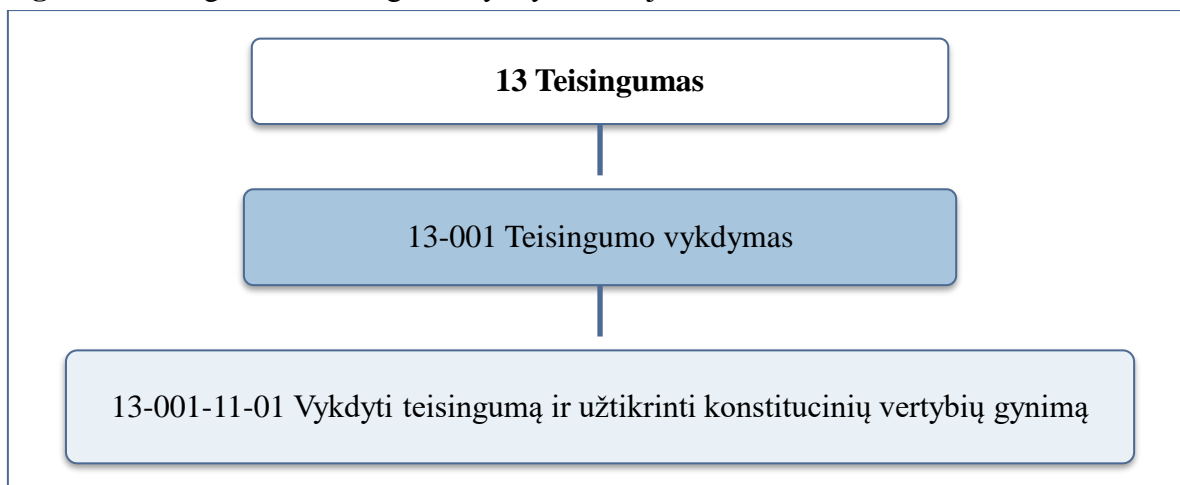 13 Teisingumas
13-001 Teisingumo vykdymas
13-001-11-01 Vykdyti teisingumą ir užtikrinti konstitucinių vertybių gynimą